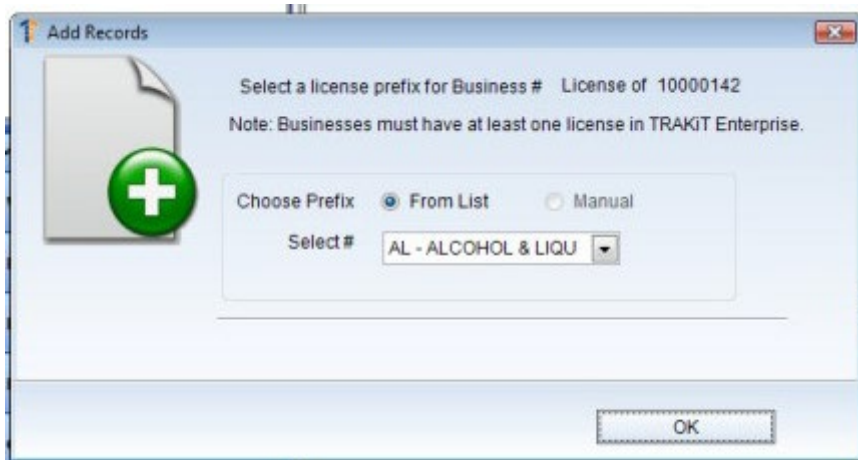 Add Records
Select a license prefix for Business # License of 10000142
Note: Businesses must have at least one license in TRAKiT Enterprise.
Choose Prefix From List Manual
Select # AL - ALCOHOL & LIQU
OK